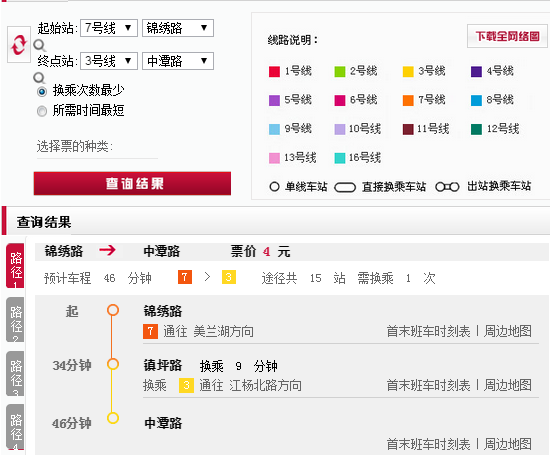 起始站: 7号线 锦绣路
终点站: 3号线 中潭路
换乘次数最少
所需时间最短
选择票的种类:
查询结果
线路说明：
下载全网络图
1号线 2号线 3号线 4号线
5号线 6号线 7号线 8号线
9号线 10号线 11号线 12号线
13号线 16号线
单线车站 直接换乘车站 出站换乘车站
查询结果
路径1
路径2
路径3
路径4
锦绣路 中潭路 票价 4 元
预计车程 46 分钟 7 > 3 途径共 15 站 需换乘 1 次
起 锦绣路
7 通往 美兰湖方向 首末班车时刻表 | 周边地图
34分钟 镇坪路 换乘 9 分钟
换乘 3 通往 江杨北路方向 首末班车时刻表 | 周边地图
46分钟 中潭路
首末班车时刻表 | 周边地图